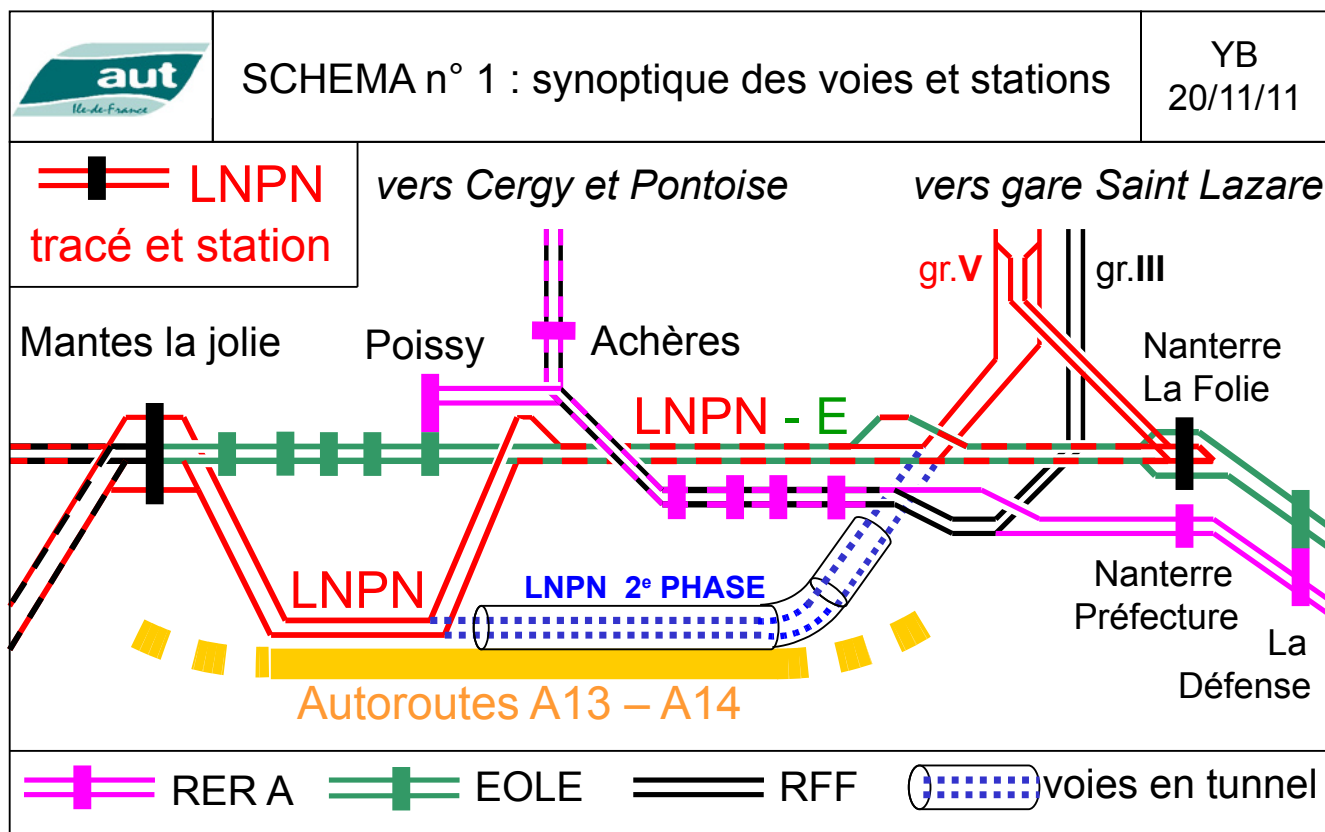 aut
Ile-de-France
SCHEMA n° 1 : synoptique des voies et stations
YB
20/11/11
LNPN
tracé et station
vers Cergy et Pontoise
vers gare Saint Lazare
gr.V
gr.III
Mantes la jolie
Poissy
Achères
Nanterre
La Folie
LNPN - E
LNPN
LNPN 2e PHASE
Nanterre
Préfecture
La
Défense
Autoroutes A13 – A14
RER A
EOLE
RFF
voies en tunnel